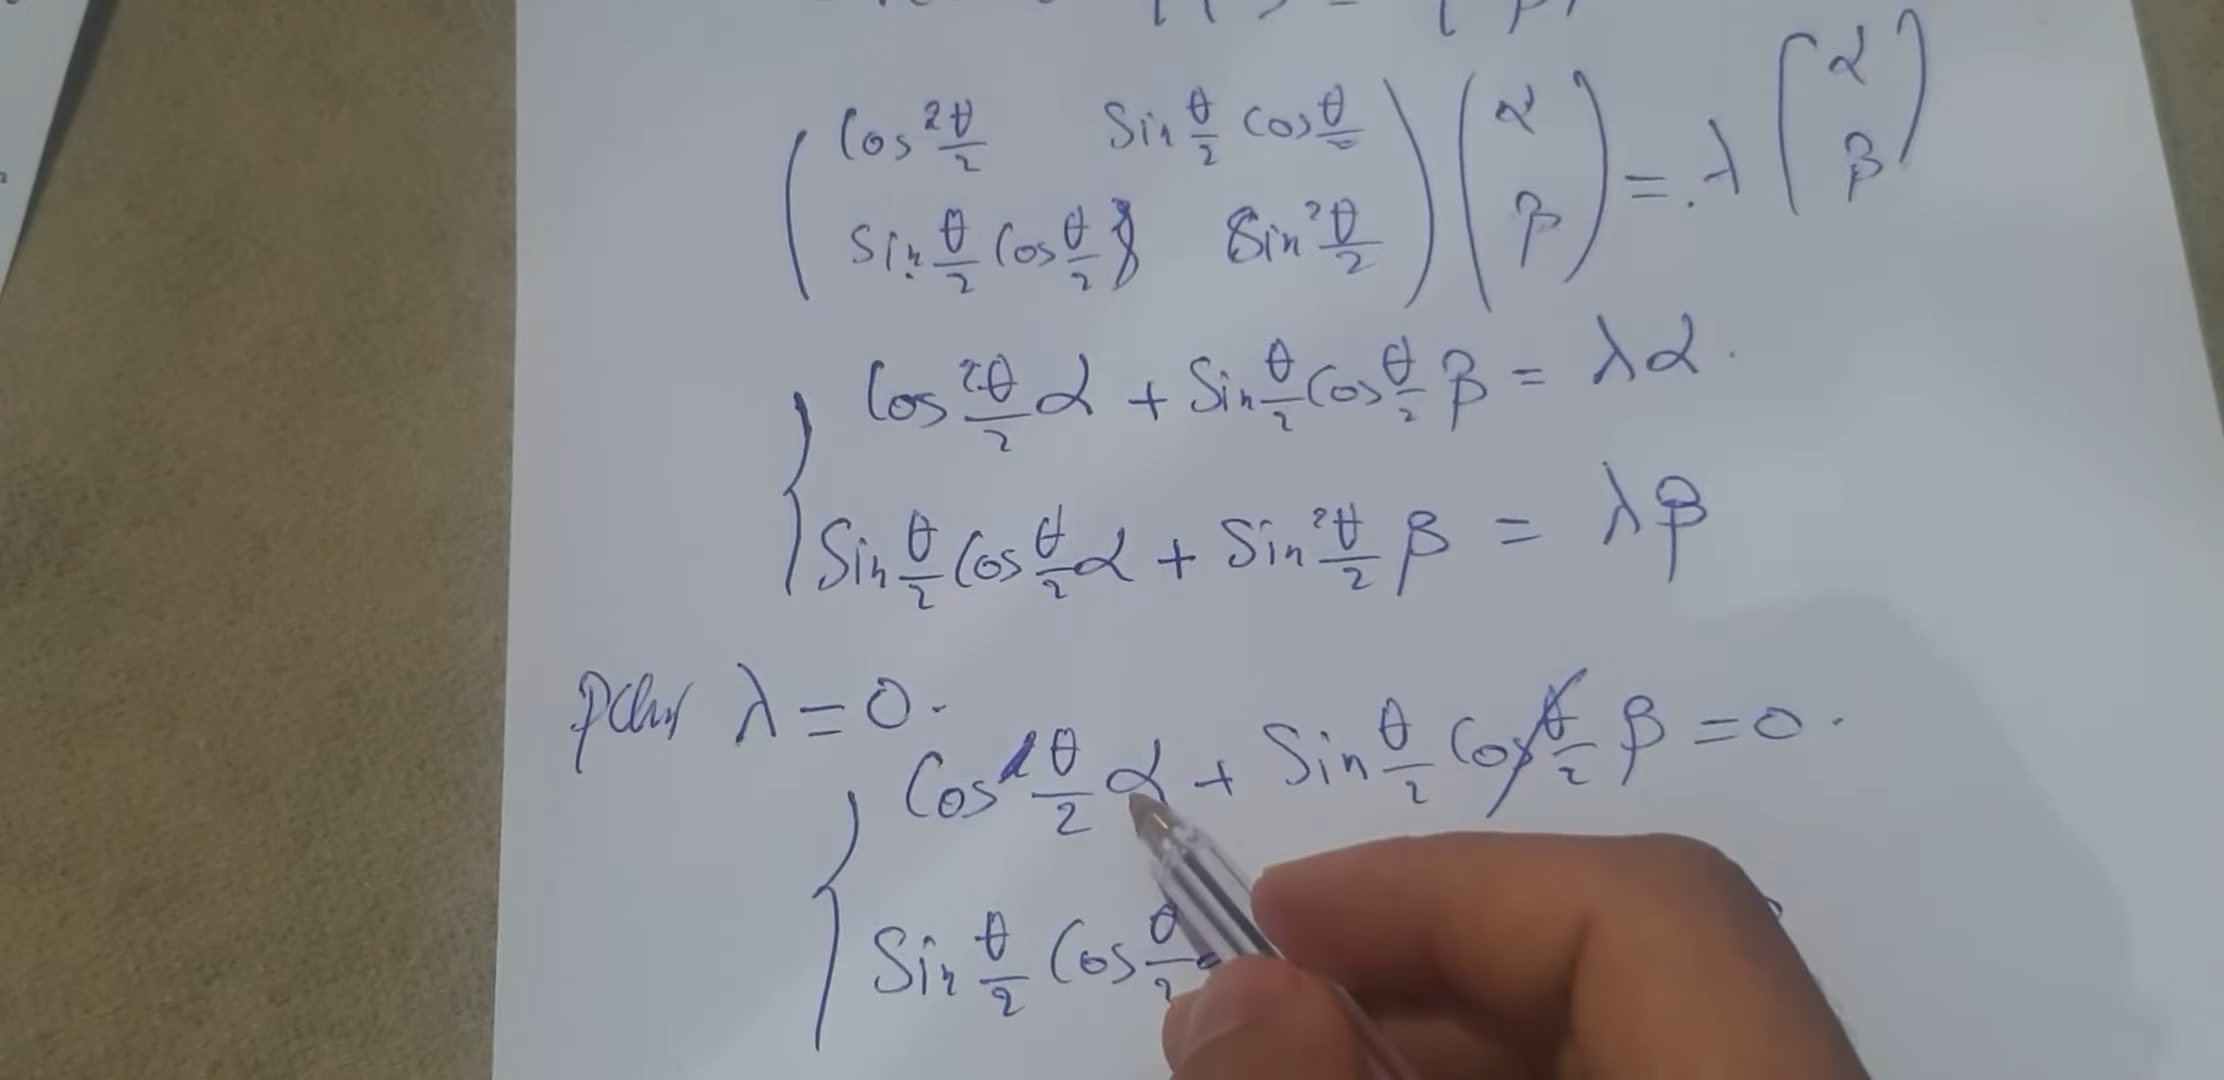 ( cos²θ/2 sin θ/2 cos θ/2 ; sin θ/2 cos θ/2 sin²θ/2 ) ( α ; β ) = . λ ( α ; β )
{ cos²θ/2 α + sin θ/2 cos θ/2 β = λα .
sin θ/2 cos θ/2 α + sin²θ/2 β = λβ
pour λ = 0 .
{ cos²θ/2 α + sin θ/2 cos θ/2 β = 0 .
sin θ/2 cos θ/2